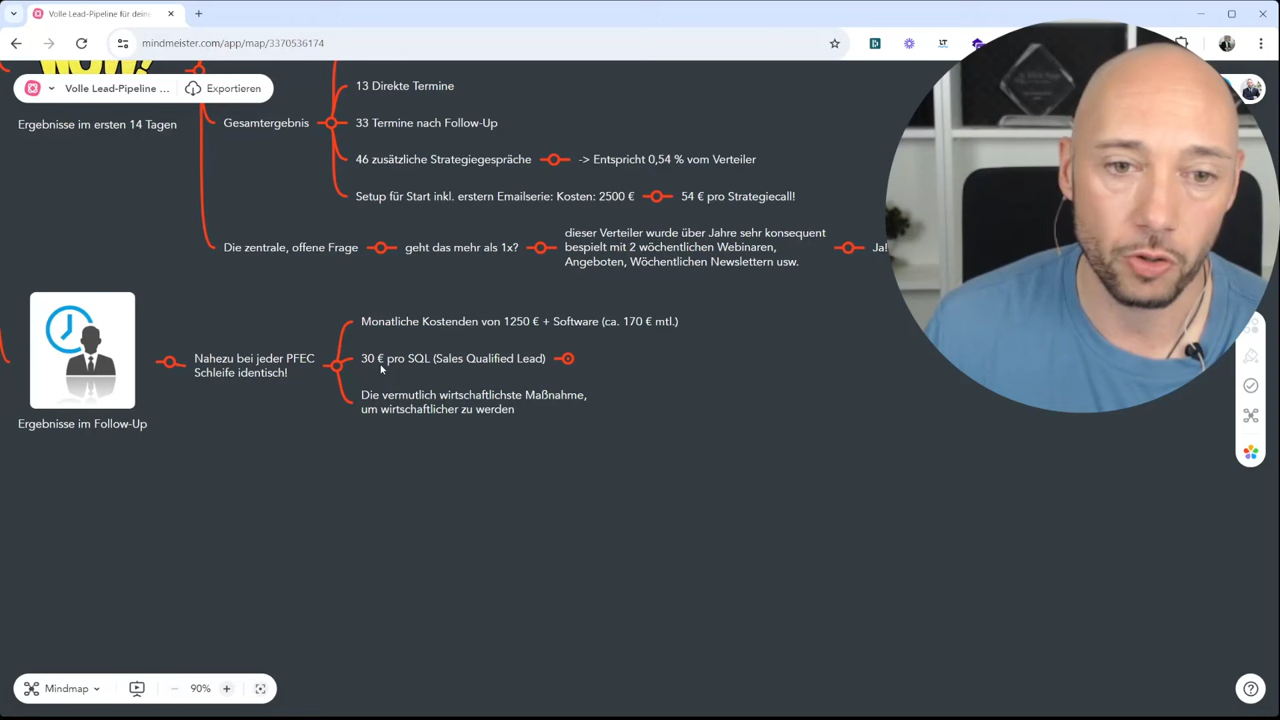 Volle Lead-Pipeline für deine
mindmeister.com/app/map/3370536174
LT
WOW!
Volle Lead-Pipeline ...
Exportieren
Ergebnisse im ersten 14 Tagen
Gesamtergebnis
13 Direkte Termine
33 Termine nach Follow-Up
46 zusätzliche Strategiegespräche
-> Entspricht 0,54 % vom Verteiler
Setup für Start inkl. erstern Emailserie: Kosten: 2500 €
54 € pro Strategiecall!
Die zentrale, offene Frage
geht das mehr als 1x?
dieser Verteiler wurde über Jahre sehr konsequent
bespielt mit 2 wöchentlichen Webinaren,
Angeboten, Wöchentlichen Newslettern usw.
Ja!
Ergebnisse im Follow-Up
Nahezu bei jeder PFEC
Schleife identisch!
Monatliche Kostenden von 1250 € + Software (ca. 170 € mtl.)
30 € pro SQL (Sales Qualified Lead)
Die vermutlich wirtschaftlichste Maßnahme,
um wirtschaftlicher zu werden
Mindmap
90%